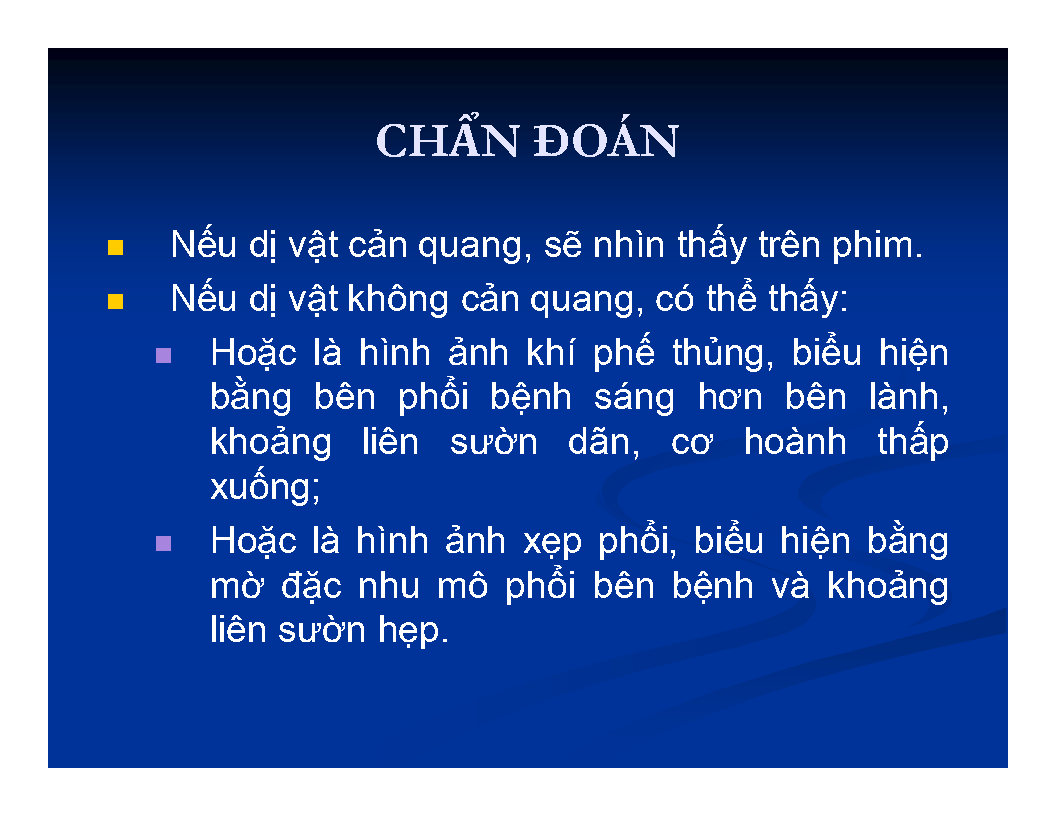 CHẨN ĐOÁN
Nếu dị vật cản quang, sẽ nhìn thấy trên phim.
Nếu dị vật không cản quang, có thể thấy:
Hoặc là hình ảnh khí phế thủng, biểu hiện
bằng bên phổi bệnh sáng hơn bên lành,
khoảng liên sườn dãn, cơ hoành thấp
xuống;
Hoặc là hình ảnh xẹp phổi, biểu hiện bằng
mờ đặc nhu mô phổi bên bệnh và khoảng
liên sườn hẹp.